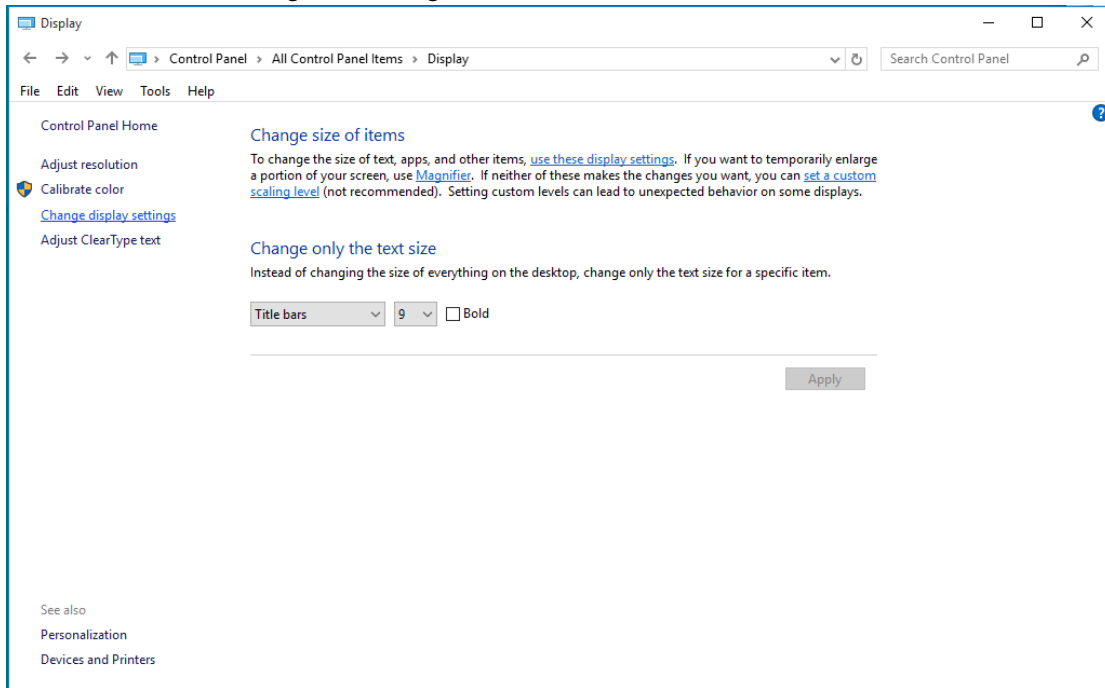 Display
Control Panel > All Control Panel Items > Display
Search Control Panel
File Edit View Tools Help
Control Panel Home
Adjust resolution
Calibrate color
Change display settings
Adjust ClearType text
Change size of items
To change the size of text, apps, and other items, use these display settings. If you want to temporarily enlarge
a portion of your screen, use Magnifier. If neither of these makes the changes you want, you can set a custom
scaling level (not recommended). Setting custom levels can lead to unexpected behavior on some displays.
Change only the text size
Instead of changing the size of everything on the desktop, change only the text size for a specific item.
Title bars 9 Bold
Apply
See also
Personalization
Devices and Printers